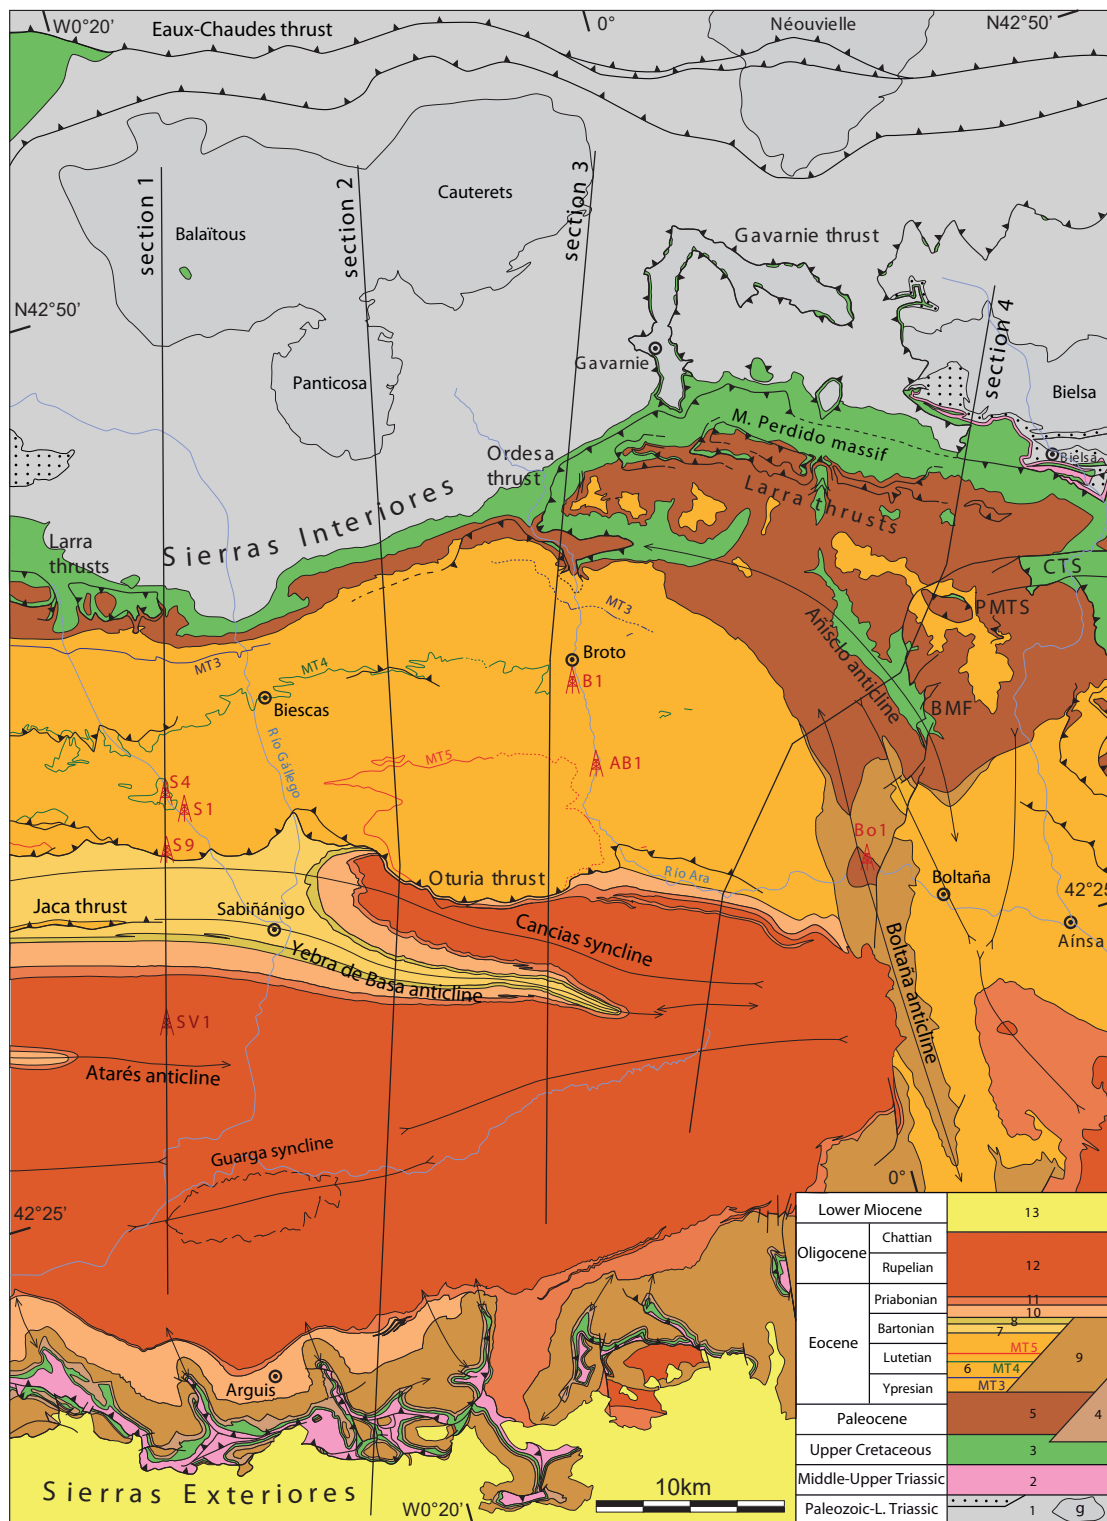 W0°20'
Eaux-Chaudes thrust
0°
Néouvielle
N42°50'
section 1
section 2
section 3
Cauterets
Balaïtous
Gavarnie thrust
N42°50'
section 4
Gavarnie
Panticosa
Bielsa
M. Perdido massif
Bielsa
Ordesa
thrust
Larra thrusts
Sierras Interiores
Larra
thrusts
CTS
PMTS
MT3
Añisclo anticline
MT3
MT4
Broto
B1
Biescas
BMF
Río Gállego
MT5
AB1
S4
S1
S9
Bo1
Río Ara
Oturia thrust
Boltaña
42°25'
Jaca thrust
Sabiñánigo
Cancias syncline
Aínsa
Yebra de Basa anticline
Boltaña anticline
SV1
Atarés anticline
Guarga syncline
0°
42°25'
Arguis
Sierras Exteriores
W0°20'
10km
Lower Miocene
13
Oligocene
Chattian
Rupelian
12
Eocene
Priabonian
11
10
Bartonian
8
7
MT5
Lutetian
6
MT4
9
Ypresian
MT3
Paleocene
5
4
Upper Cretaceous
3
Middle-Upper Triassic
2
Paleozoic-L. Triassic
1
g